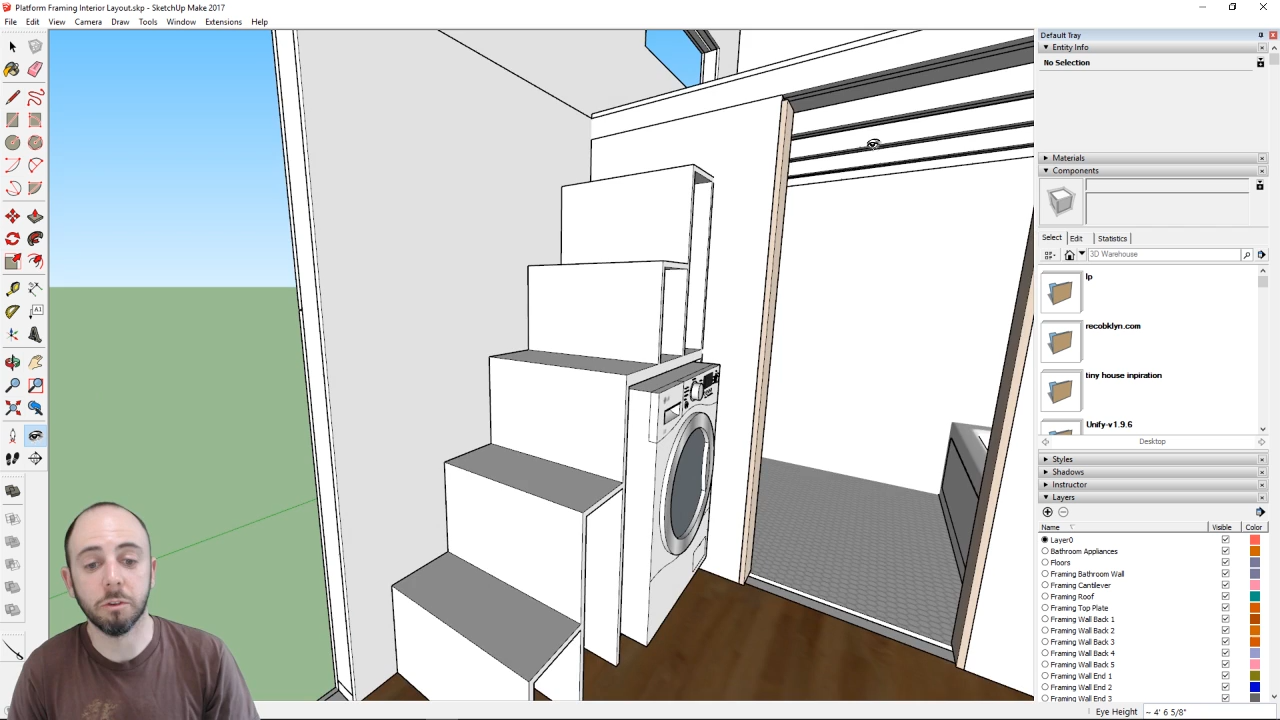 Platform Framing Interior Layout.skp - SketchUp Make 2017
File Edit View Camera Draw Tools Window Extensions Help
Default Tray
Entity Info
No Selection
Materials
Components
Select Edit Statistics
3D Warehouse
lp
recobklyn.com
tiny house inpiration
Unify-v1.9.6
Desktop
Styles
Shadows
Instructor
Layers
Name Visible Color
Layer0
Bathroom Appliances
Floors
Framing Bathroom Wall
Framing Cantilever
Framing Roof
Framing Top Plate
Framing Wall Back 1
Framing Wall Back 2
Framing Wall Back 3
Framing Wall Back 4
Framing Wall Back 5
Framing Wall End 1
Framing Wall End 2
Framing Wall End 3
Eye Height ~ 4' 6 5/8"